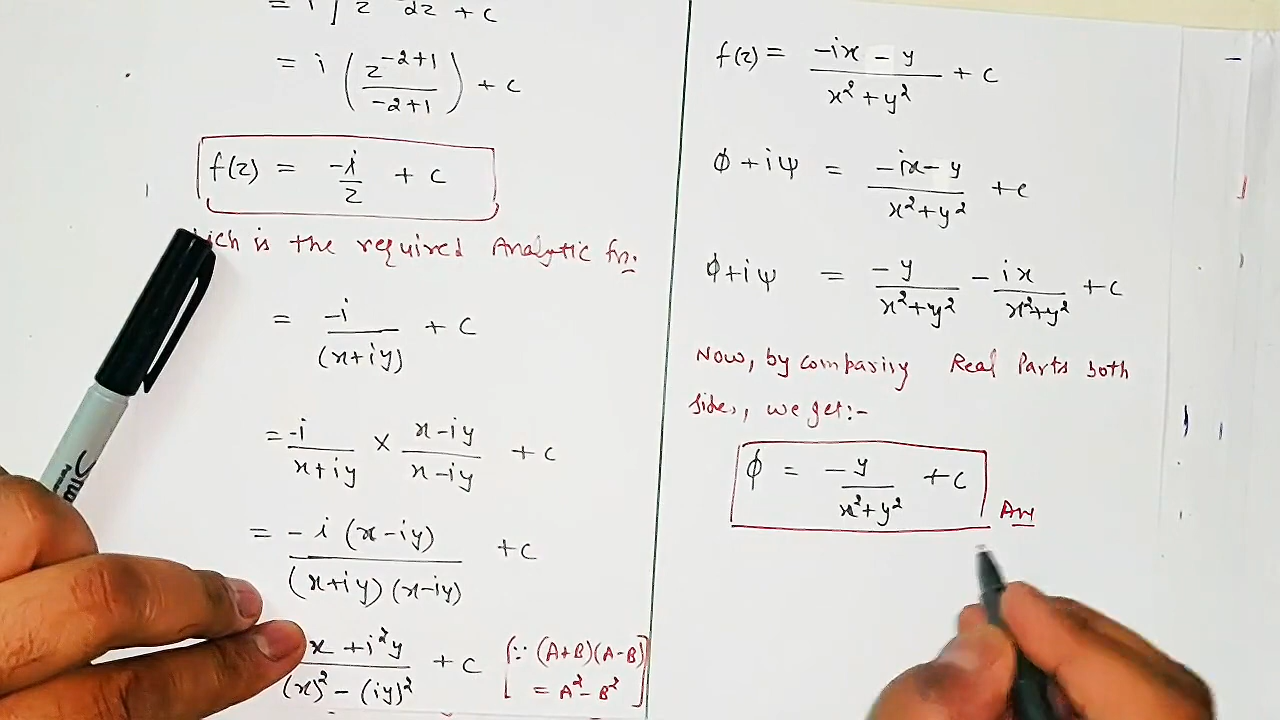 = i ∫ z dz + c
= i ( z^{-2+1} / -2+1 ) + c
f(z) = -i/z + c
ich is the required Analytic fn:
= -i / (x+iy) + c
= -i / x+iy × x-iy / x-iy + c
= -i (x-iy) / (x+iy)(x-iy) + c
x + i²y / (x)² - (iy)² + c [∵ (A+B)(A-B)
= A² - B²]
f(z) = -ix - y / x²+y² + c
ϕ + iψ = -ix - y / x²+y² + c
ϕ+iψ = -y / x²+y² - ix / x²+y² + c
Now, by comparing Real Parts both
sides, we get:-
ϕ = -y / x²+y² + c Ans